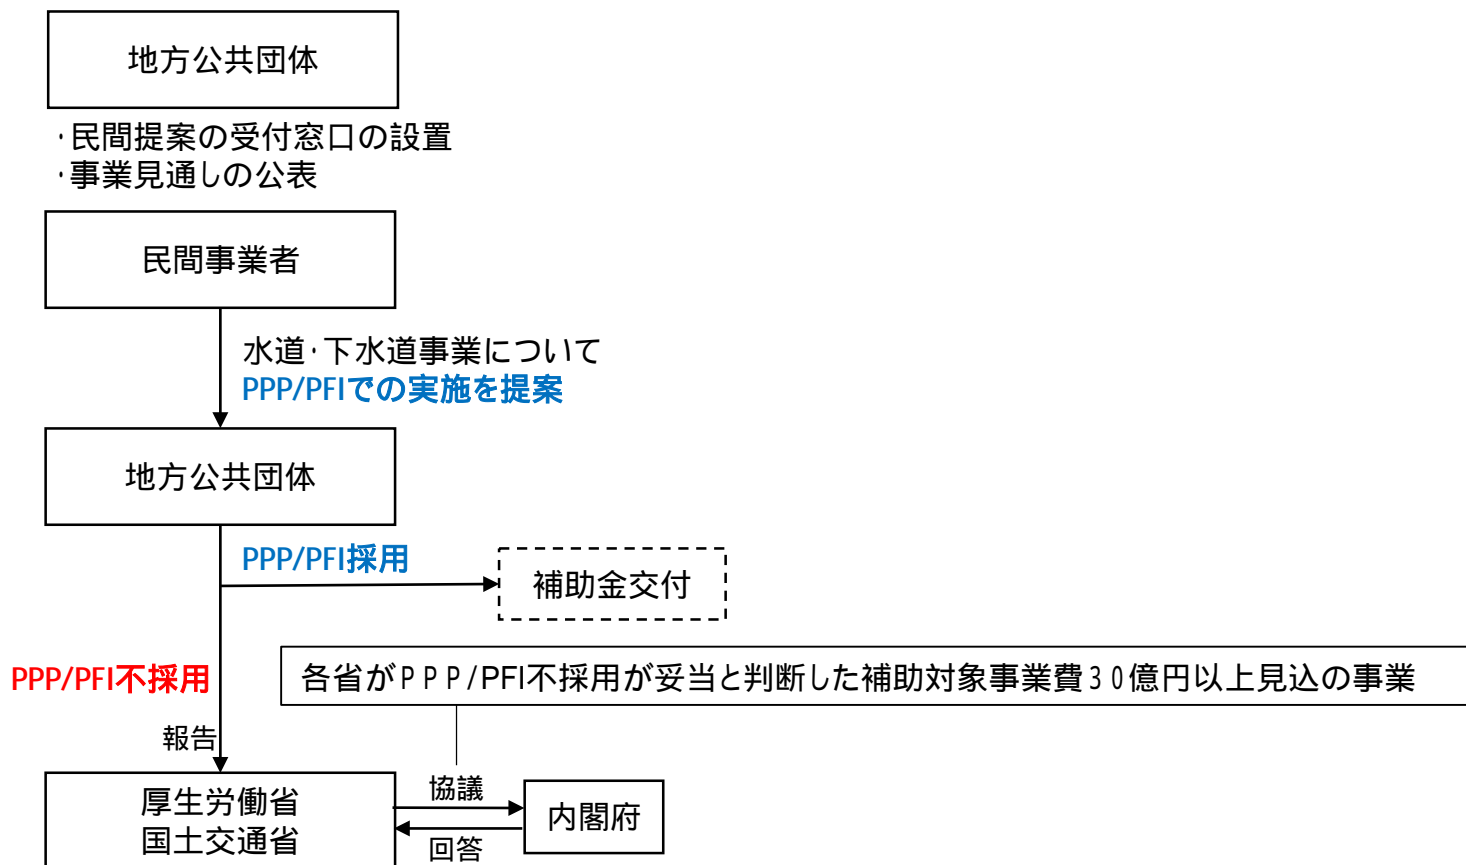 地方公共団体
・民間提案の受付窓口の設置
・事業見通しの公表
民間事業者
水道・下水道事業について
PPP/PFIでの実施を提案
地方公共団体
PPP/PFI採用
補助金交付
PPP/PFI不採用
各省がＰＰＰ/PFI不採用が妥当と判断した補助対象事業費３０億円以上見込の事業
報告
厚生労働省
国土交通省
協議
内閣府
回答